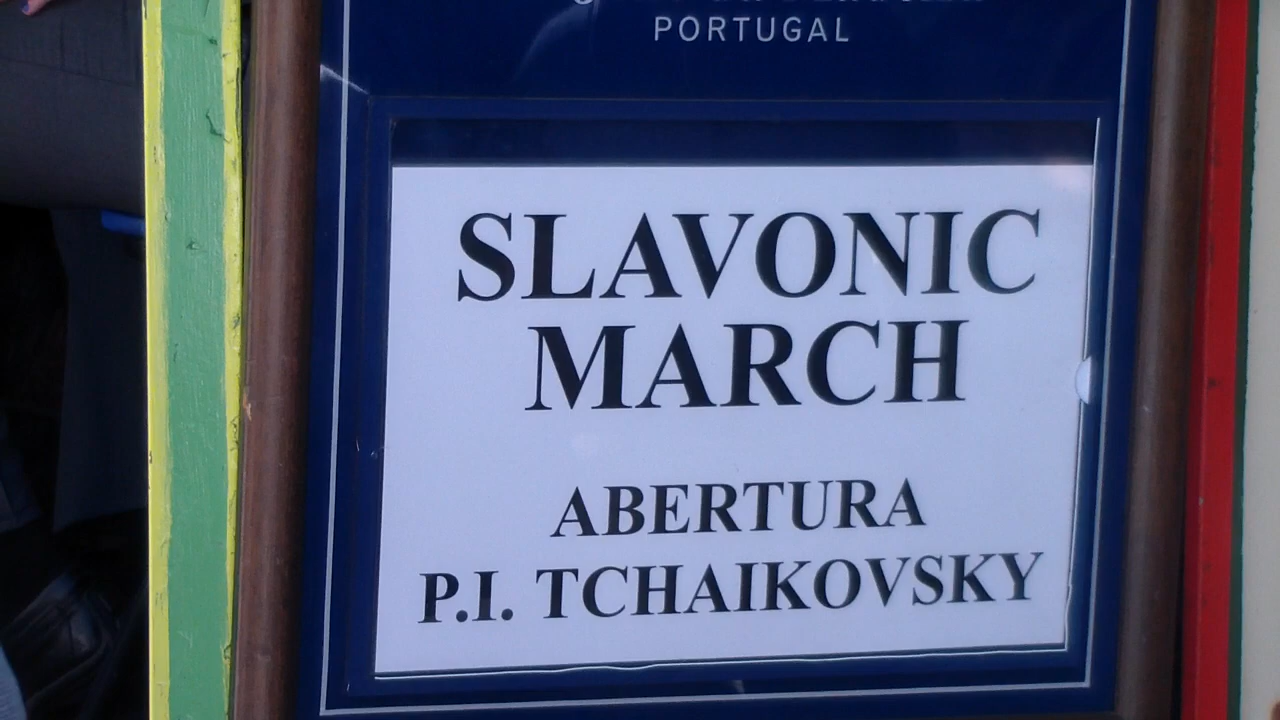 PORTUGAL
SLAVONIC
MARCH
ABERTURA
P.I. TCHAIKOVSKY